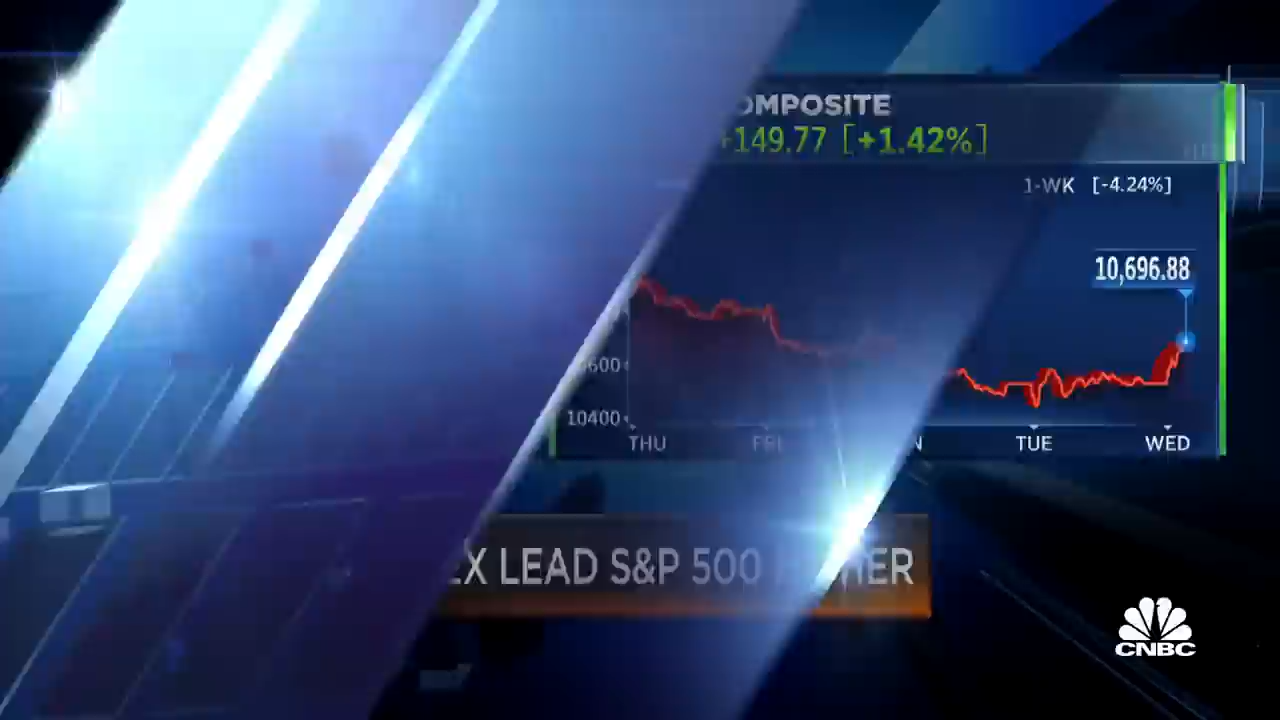 OMPOSITE
+149.77 [+1.42%]
1-WK [-4.24%]
10,696.88
600
10400
THU FRI N TUE WED
EX LEAD S&P 500
CNBC